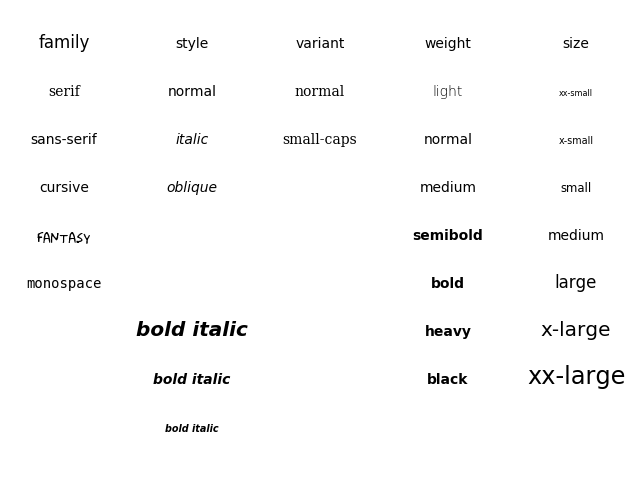 family style variant weight size
serif normal normal light xx-small
sans-serif italic small-caps normal x-small
cursive oblique medium small
fantasy semibold medium
monospace bold large
bold italic heavy x-large
bold italic black xx-large
bold italic